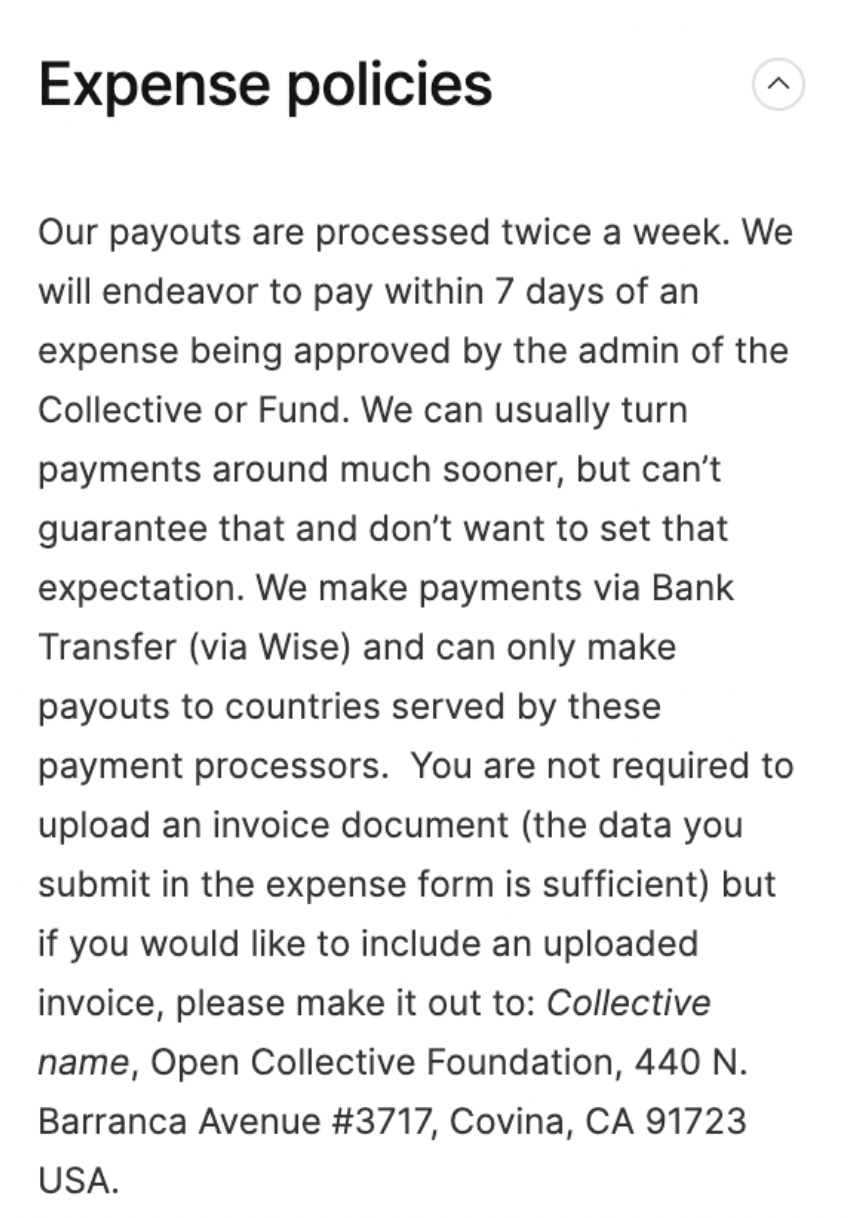 Expense policies
Our payouts are processed twice a week. We
will endeavor to pay within 7 days of an
expense being approved by the admin of the
Collective or Fund. We can usually turn
payments around much sooner, but can’t
guarantee that and don’t want to set that
expectation. We make payments via Bank
Transfer (via Wise) and can only make
payouts to countries served by these
payment processors.  You are not required to
upload an invoice document (the data you
submit in the expense form is sufficient) but
if you would like to include an uploaded
invoice, please make it out to: Collective
name, Open Collective Foundation, 440 N.
Barranca Avenue #3717, Covina, CA 91723
USA.